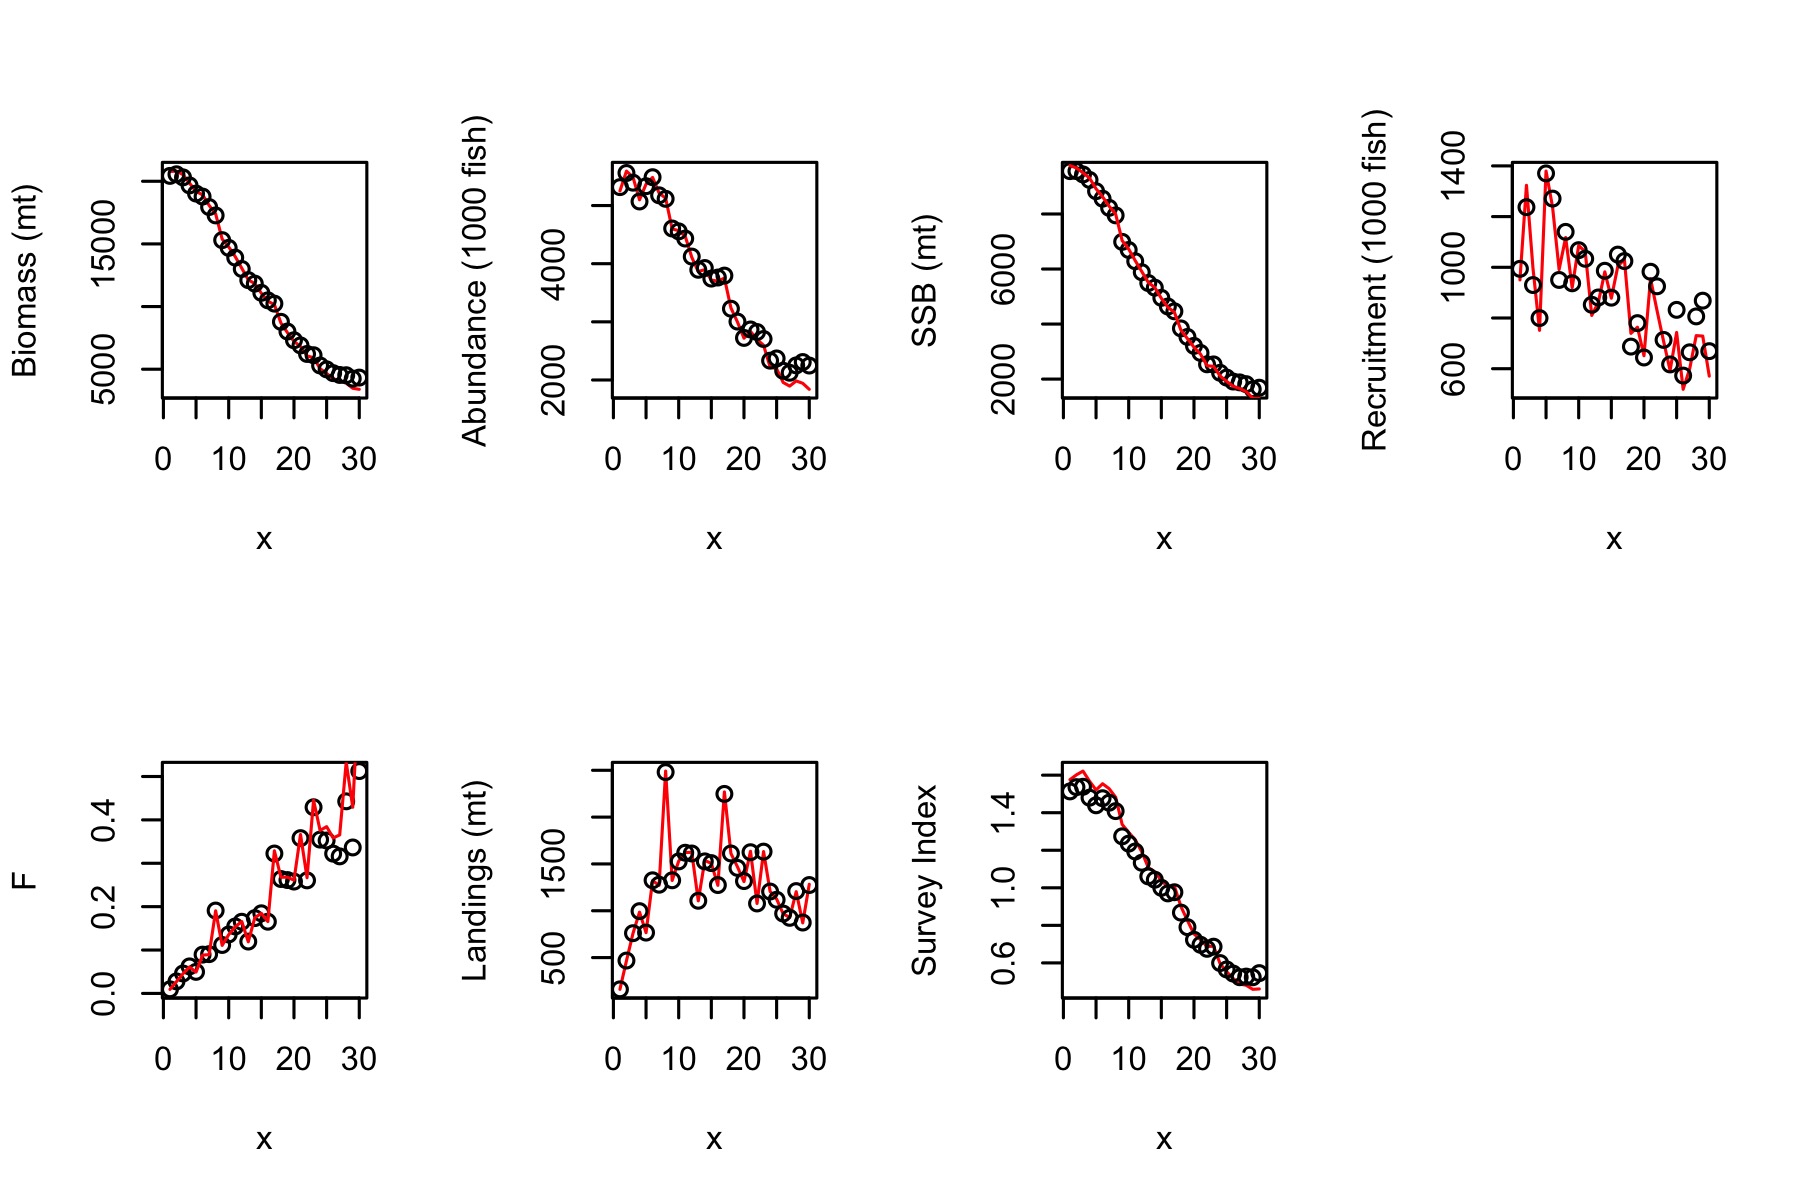 Biomass (mt)
5000 15000
0 10 20 30
x
Abundance (1000 fish)
2000 4000
0 10 20 30
x
SSB (mt)
2000 6000
0 10 20 30
x
Recruitment (1000 fish)
600 1000 1400
0 10 20 30
x
F
0.0 0.2 0.4
0 10 20 30
x
Landings (mt)
500 1500
0 10 20 30
x
Survey Index
0.6 1.0 1.4
0 10 20 30
x